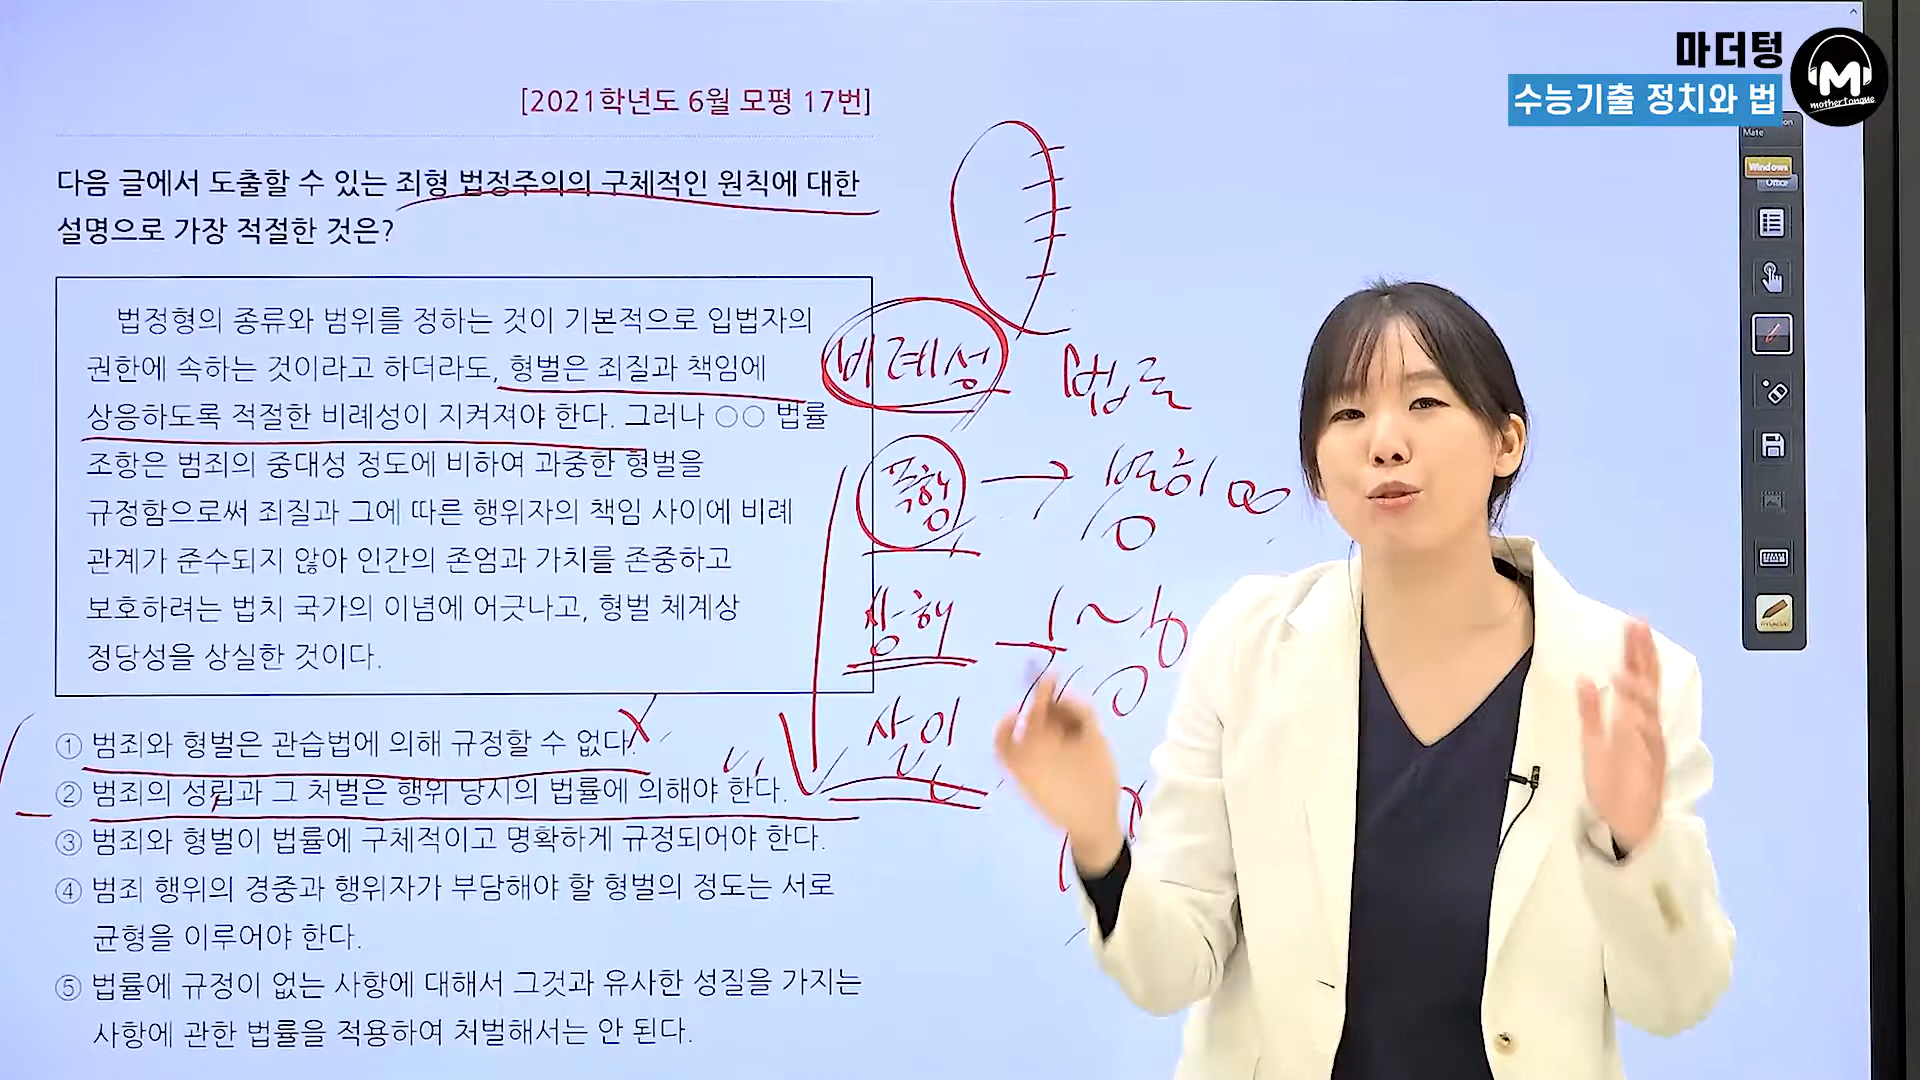 마더텅
수능기출 정치와 법
M
mothertongue
[2021학년도 6월 모평 17번]
다음 글에서 도출할 수 있는 죄형 법정주의의 구체적인 원칙에 대한
설명으로 가장 적절한 것은?
법정형의 종류와 범위를 정하는 것이 기본적으로 입법자의
권한에 속하는 것이라고 하더라도, 형벌은 죄질과 책임에
상응하도록 적절한 비례성이 지켜져야 한다. 그러나 ○○ 법률
조항은 범죄의 중대성 정도에 비하여 과중한 형벌을
규정함으로써 죄질과 그에 따른 행위자의 책임 사이에 비례
관계가 준수되지 않아 인간의 존엄과 가치를 존중하고
보호하려는 법치 국가의 이념에 어긋나고, 형벌 체계상
정당성을 상실한 것이다.
① 범죄와 형벌은 관습법에 의해 규정할 수 없다.
② 범죄의 성립과 그 처벌은 행위 당시의 법률에 의해야 한다.
③ 범죄와 형벌이 법률에 구체적이고 명확하게 규정되어야 한다.
④ 범죄 행위의 경중과 행위자가 부담해야 할 형벌의 정도는 서로
균형을 이루어야 한다.
⑤ 법률에 규정이 없는 사항에 대해서 그것과 유사한 성질을 가지는
사항에 관한 법률을 적용하여 처벌해서는 안 된다.
비례성
법률
폭행
상해
살인
Mate
Windows
Office